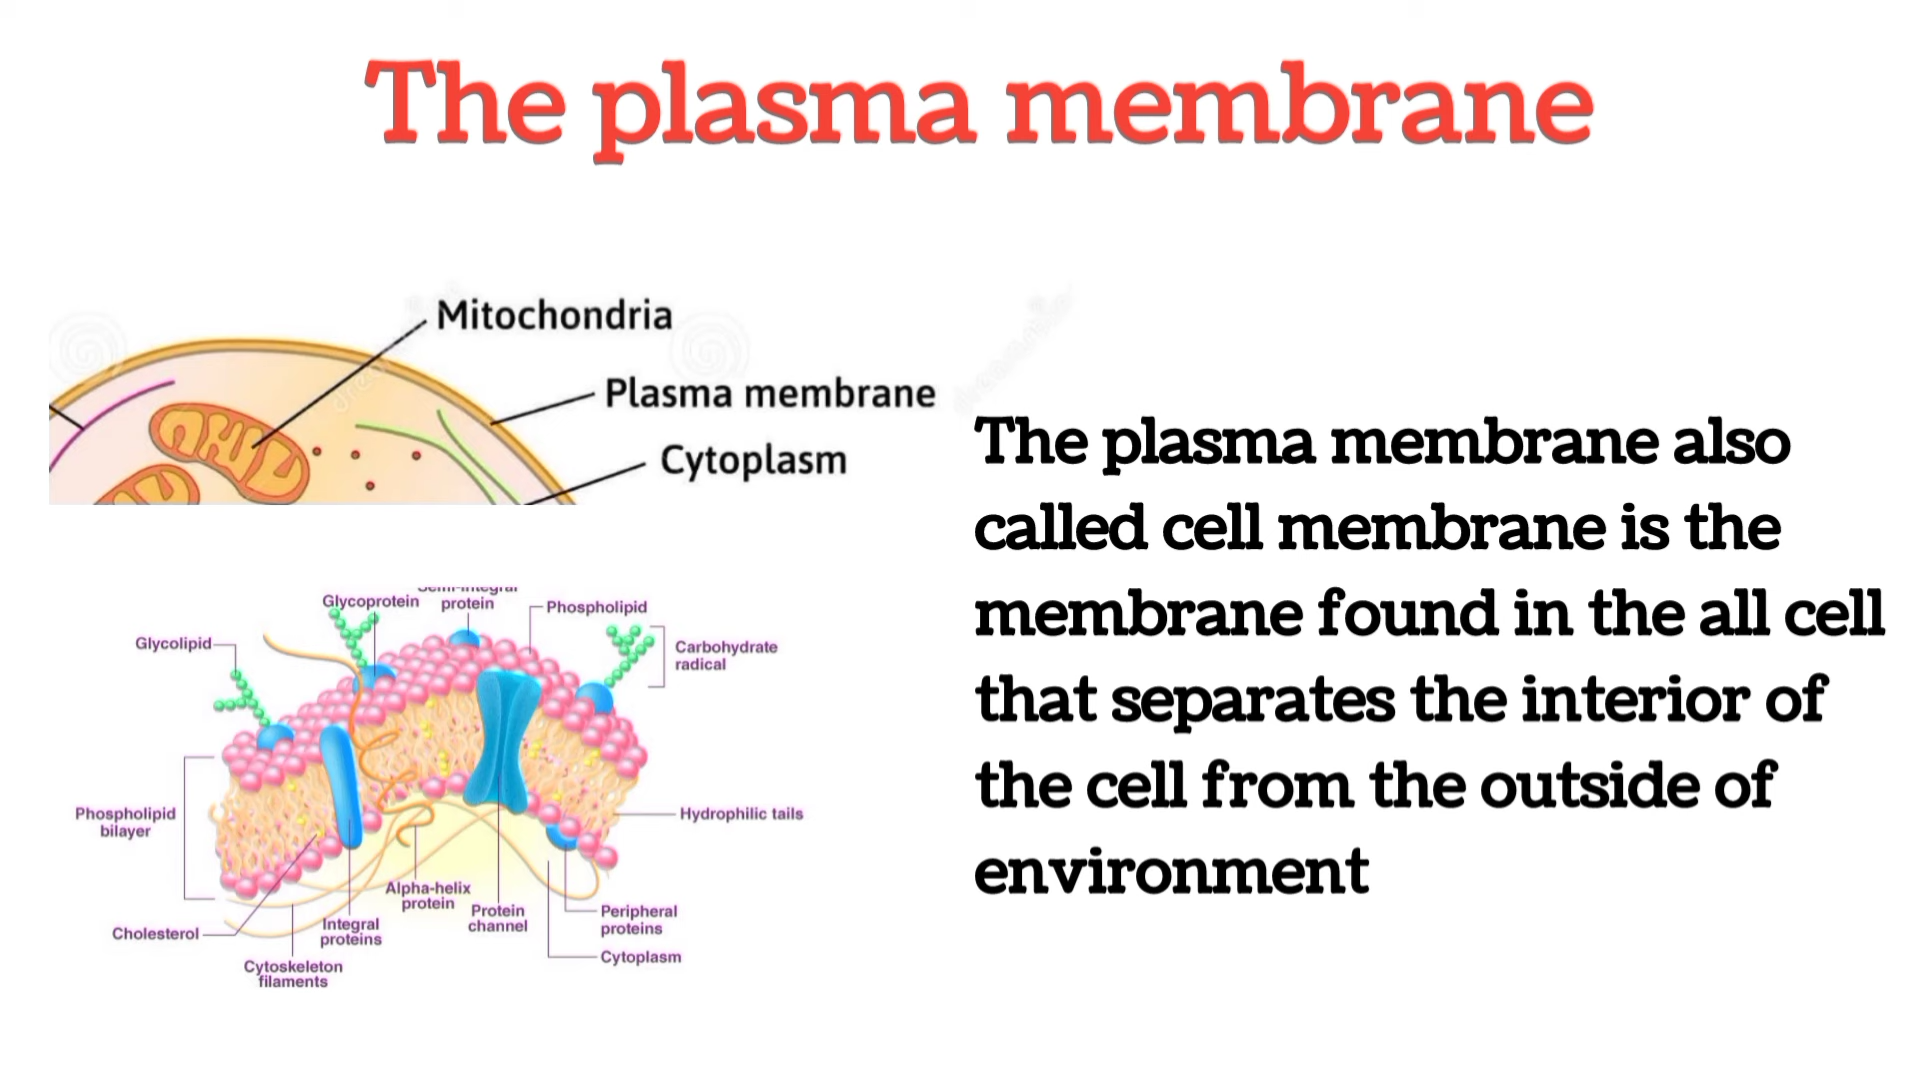 The plasma membrane
Mitochondria
Plasma membrane
Cytoplasm
The plasma membrane also
called cell membrane is the
membrane found in the all cell
that separates the interior of
the cell from the outside of
environment
Glycoprotein
Semi-integral
protein
Phospholipid
Glycolipid
Carbohydrate
radical
Phospholipid
bilayer
Hydrophilic tails
Alpha-helix
protein
Protein
channel
Peripheral
proteins
Cholesterol
Integral
proteins
Cytoplasm
Cytoskeleton
filaments